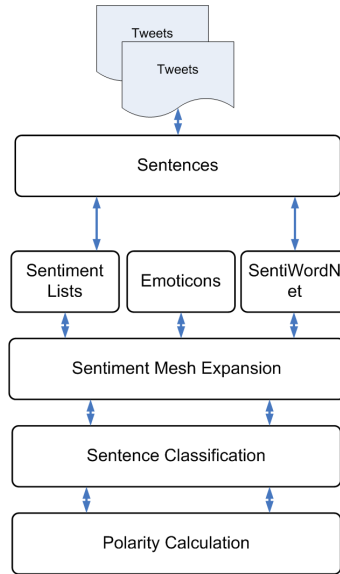 Tweets
Tweets
Sentences
Sentiment
Lists
Emoticons
SentiWordN
et
Sentiment Mesh Expansion
Sentence Classification
Polarity Calculation